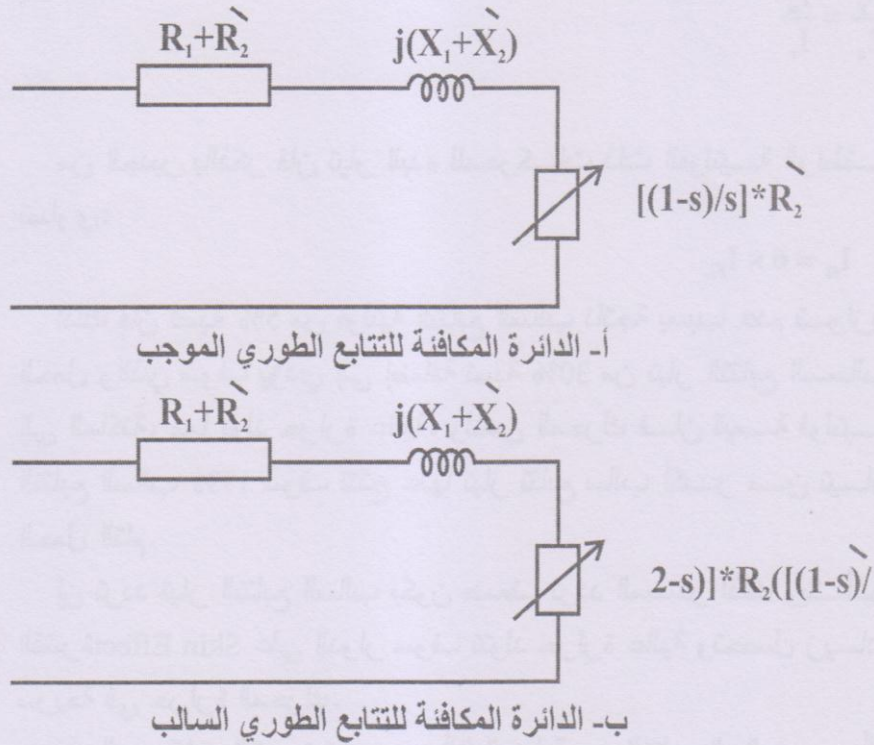 R₁+R̀₂
j(X₁+X̀₂)
[(1-s)/s]*R̀₂
أ- الدائرة المكافئة للتتابع الطوري الموجب
R₁+R̀₂
j(X₁+X̀₂)
2-s)]*R₂([(1-s̀)/
ب- الدائرة المكافئة للتتابع الطوري السالب